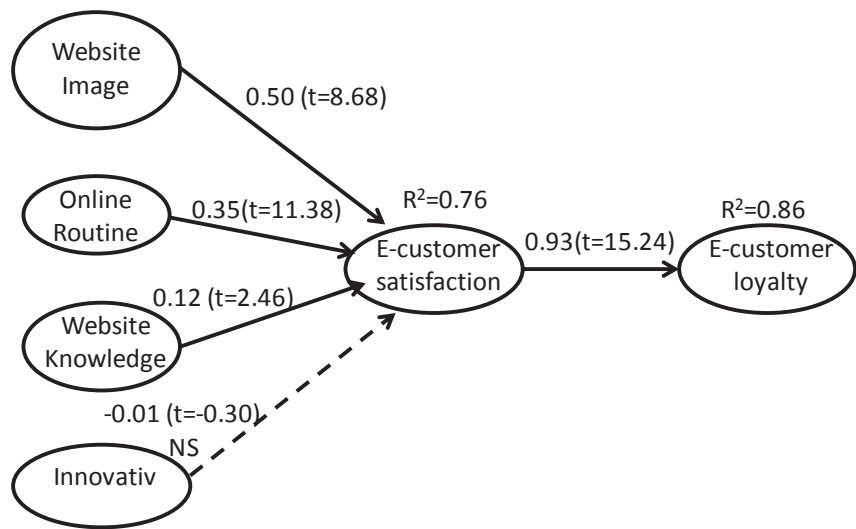 Website
Image
0.50 (t=8.68)
Online
Routine
0.35(t=11.38)
R²=0.76
E-customer
satisfaction
0.93(t=15.24)
R²=0.86
E-customer
loyalty
0.12 (t=2.46)
Website
Knowledge
-0.01 (t=-0.30)
NS
Innovativ